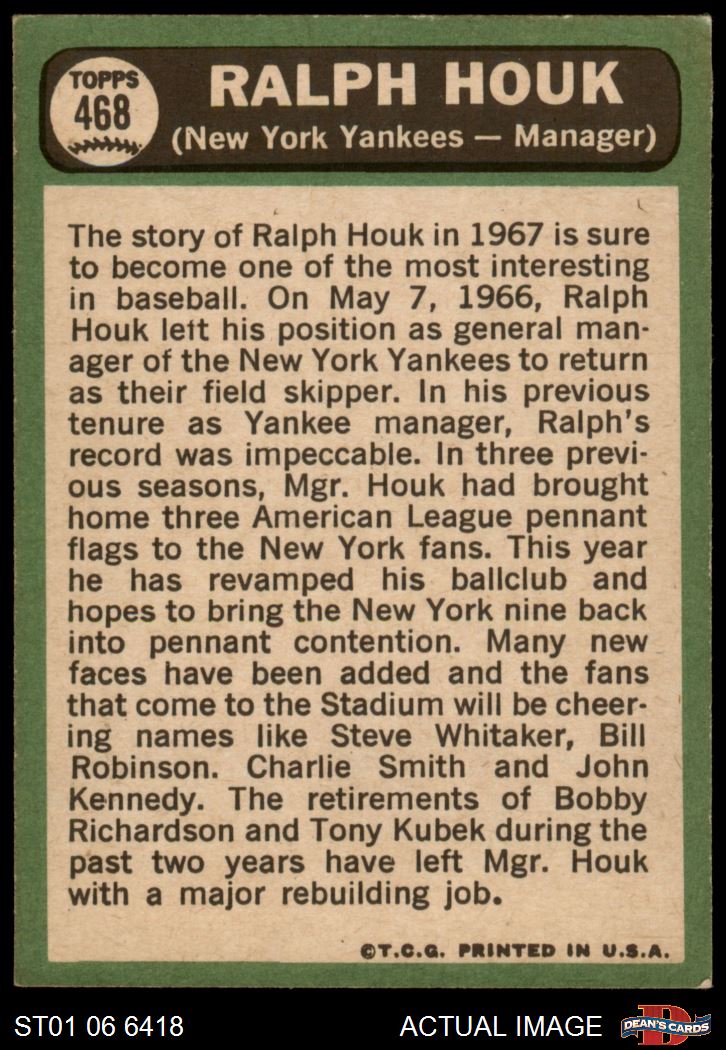 TOPPS
468
RALPH HOUK
(New York Yankees — Manager)
The story of Ralph Houk in 1967 is sure
to become one of the most interesting
in baseball. On May 7, 1966, Ralph
Houk left his position as general man-
ager of the New York Yankees to return
as their field skipper. In his previous
tenure as Yankee manager, Ralph's
record was impeccable. In three previ-
ous seasons, Mgr. Houk had brought
home three American League pennant
flags to the New York fans. This year
he has revamped his ballclub and
hopes to bring the New York nine back
into pennant contention. Many new
faces have been added and the fans
that come to the Stadium will be cheer-
ing names like Steve Whitaker, Bill
Robinson. Charlie Smith and John
Kennedy. The retirements of Bobby
Richardson and Tony Kubek during the
past two years have left Mgr. Houk
with a major rebuilding job.
©T.C.G. PRINTED IN U.S.A.
ST01 06 6418
ACTUAL IMAGE
D
DEAN'S CARDS